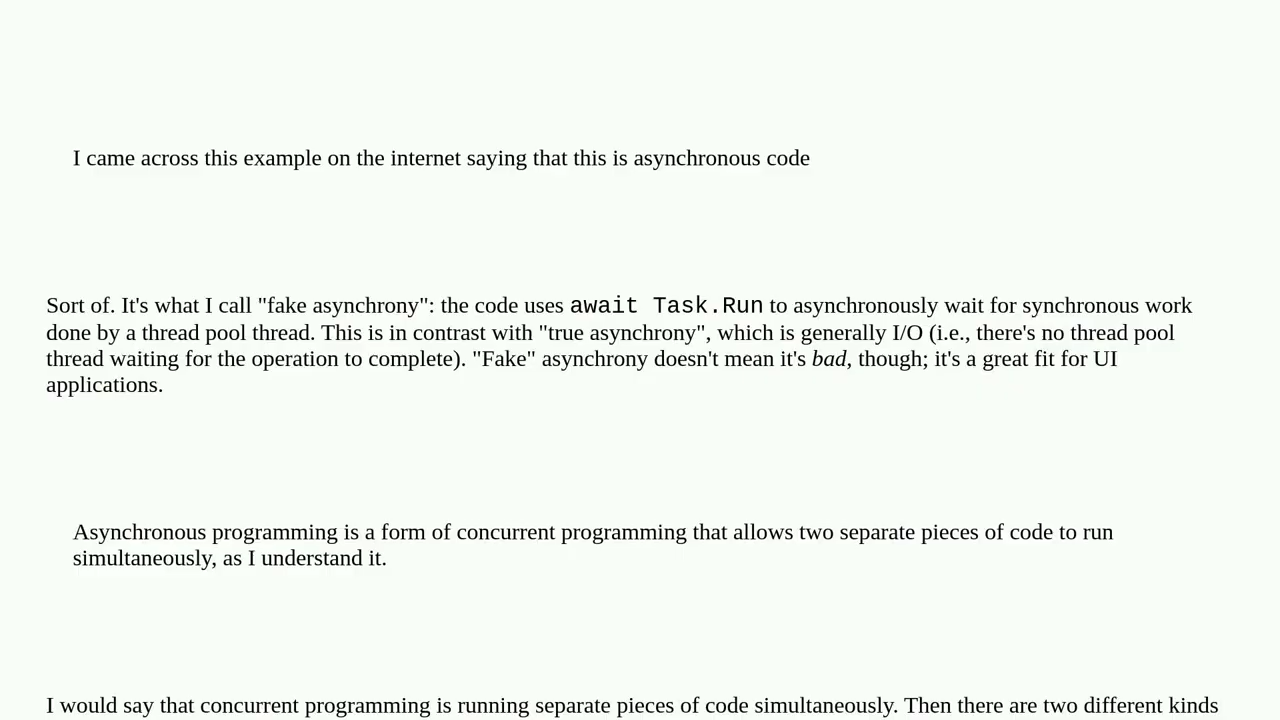 I came across this example on the internet saying that this is asynchronous code
Sort of. It's what I call "fake asynchrony": the code uses await Task.Run to asynchronously wait for synchronous work
done by a thread pool thread. This is in contrast with "true asynchrony", which is generally I/O (i.e., there's no thread pool
thread waiting for the operation to complete). "Fake" asynchrony doesn't mean it's bad, though; it's a great fit for UI
applications.
Asynchronous programming is a form of concurrent programming that allows two separate pieces of code to run
simultaneously, as I understand it.
I would say that concurrent programming is running separate pieces of code simultaneously. Then there are two different kinds